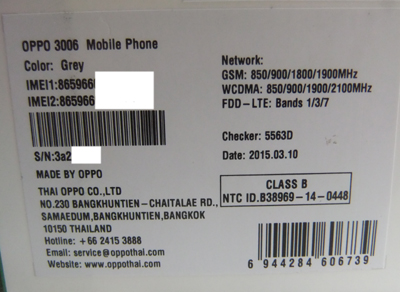 OPPO 3006 Mobile Phone
Color: Grey
IMEI1:8659660
IMEI2:865966
S/N:3a2
MADE BY OPPO
THAI OPPO CO.,LTD
NO.230 BANGKHUNTIEN-CHAITALAE RD.,
SAMAEDUM,BANGKHUNTIEN,BANGKOK
10150 THAILAND
Hotline: +66 2415 3888
Email: service@oppothai.com
Website: www.oppothai.com
Network:
GSM: 850/900/1800/1900MHz
WCDMA: 850/900/1900/2100MHz
FDD-LTE: Bands 1/3/7
Checker: 5563D
Date: 2015.03.10
CLASS B
NTC ID.B38969-14-0448
6 944284 606739